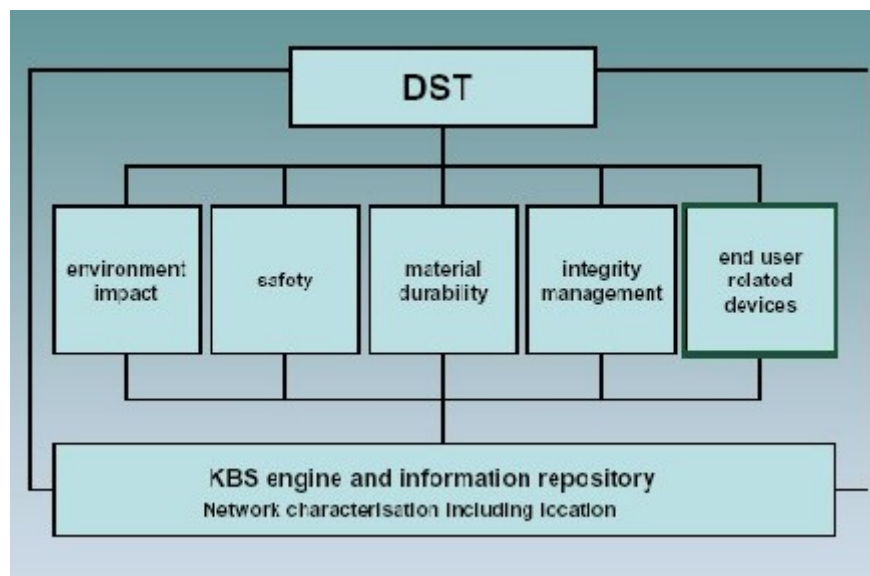 DST
environment
impact
safety
material
durability
integrity
management
end user
related
devices
KBS engine and information repository
Network characterisation including location